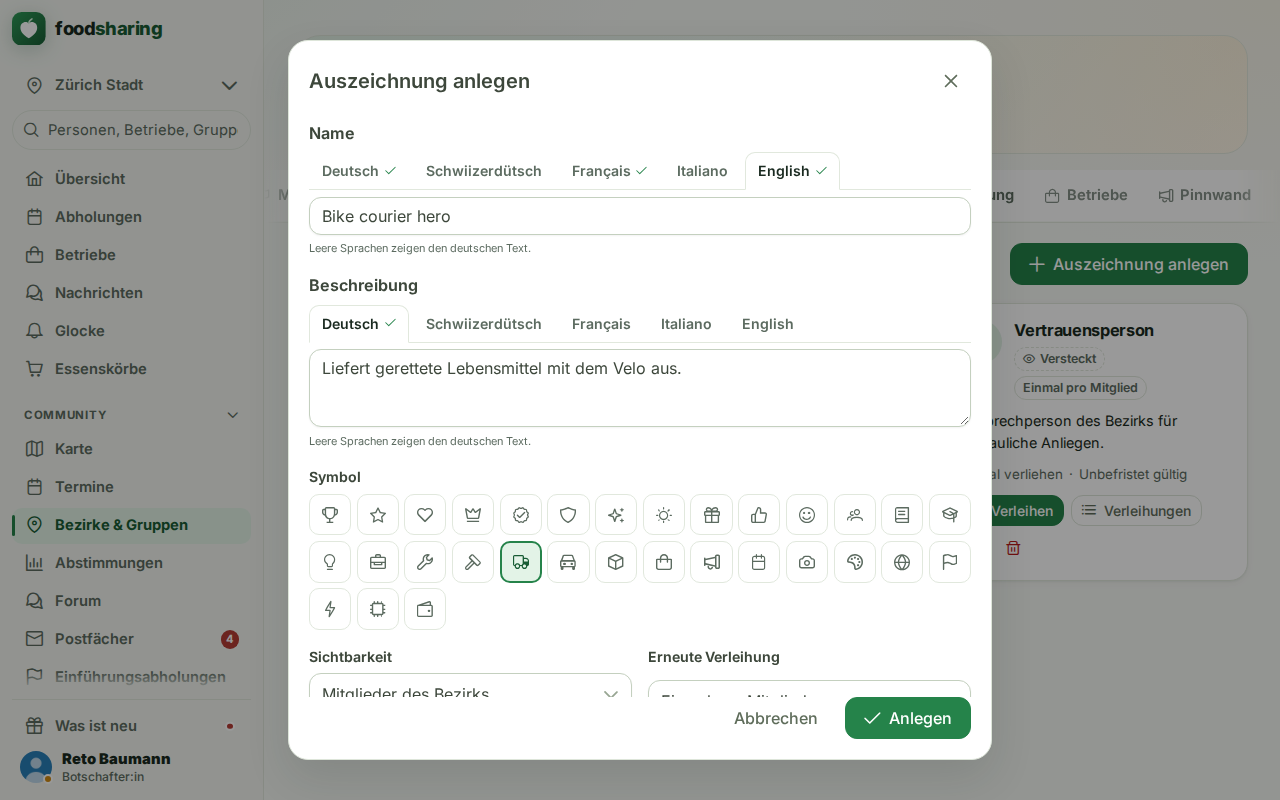 foodsharing
Zürich Stadt
Personen, Betriebe, Grupp
Übersicht
Abholungen
Betriebe
Nachrichten
Glocke
Essenskörbe
COMMUNITY
Karte
Termine
Bezirke & Gruppen
Abstimmungen
Forum
Postfächer 4
Einführungsabholungen
Was ist neu
Reto Baumann
Botschafter:in
Auszeichnung anlegen
Name
Deutsch Schwiizerdütsch Français Italiano English
Bike courier hero
Leere Sprachen zeigen den deutschen Text.
Beschreibung
Deutsch Schwiizerdütsch Français Italiano English
Liefert gerettete Lebensmittel mit dem Velo aus.
Leere Sprachen zeigen den deutschen Text.
Symbol
Sichtbarkeit Erneute Verleihung
Mitglieder des Bezirks
Abbrechen Anlegen
Betriebe Pinnwand
Auszeichnung anlegen
Vertrauensperson
Versteckt
Einmal pro Mitglied
des Bezirks für
Anliegen.
verliehen · Unbefristet gültig
Verleihen Verleihungen